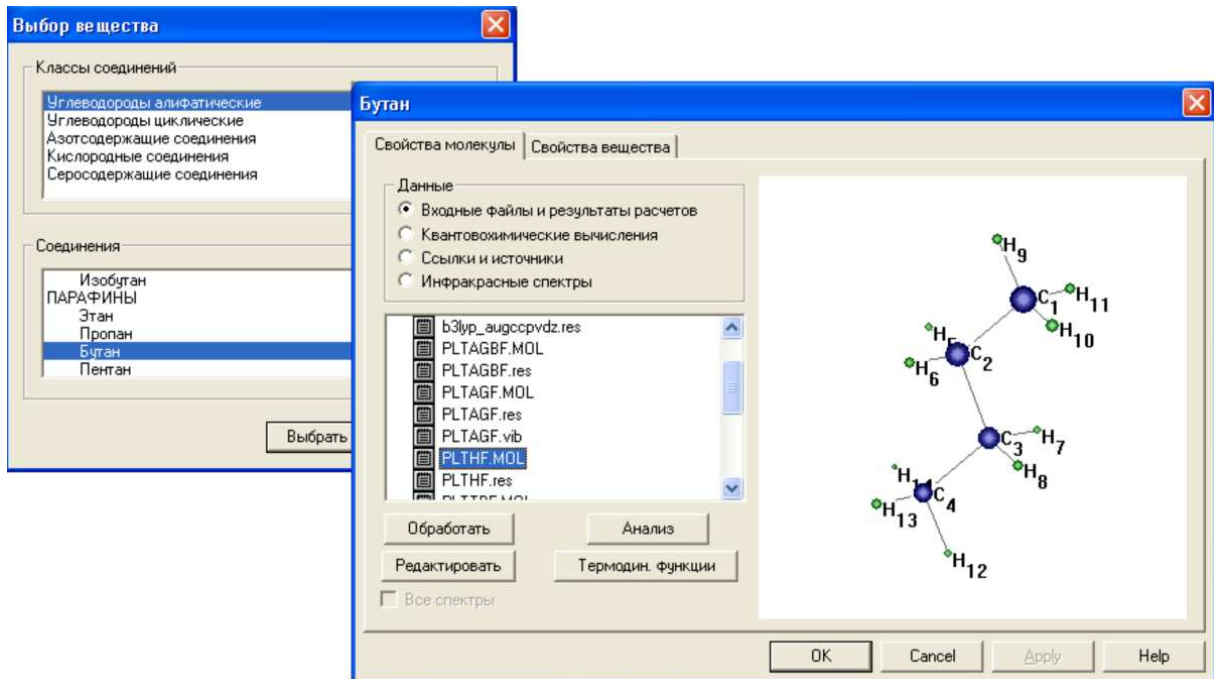 Выбор вещества
Классы соединений
Углеводороды алифатические
Углеводороды циклические
Азотсодержащие соединения
Кислородные соединения
Серосодержащие соединения
Соединения
Изобутан
ПАРАФИНЫ
Этан
Пропан
Бутан
Пентан
Выбрать
Бутан
Свойства молекулы
Свойства вещества
Данные
Входные файлы и результаты расчетов
Квантовохимические вычисления
Ссылки и источники
Инфракрасные спектры
b3lyp_augccpvdz.res
PLTAGBF.MOL
PLTAGBF.res
PLTAGF.MOL
PLTAGF.res
PLTAGF.vib
PLTHF.MOL
PLTHF.res
Обработать
Анализ
Редактировать
Термодин. функции
Все спектры
H9
C1
H11
H10
C2
H6
C3
H7
H8
C4
H13
H12
OK
Cancel
Apply
Help